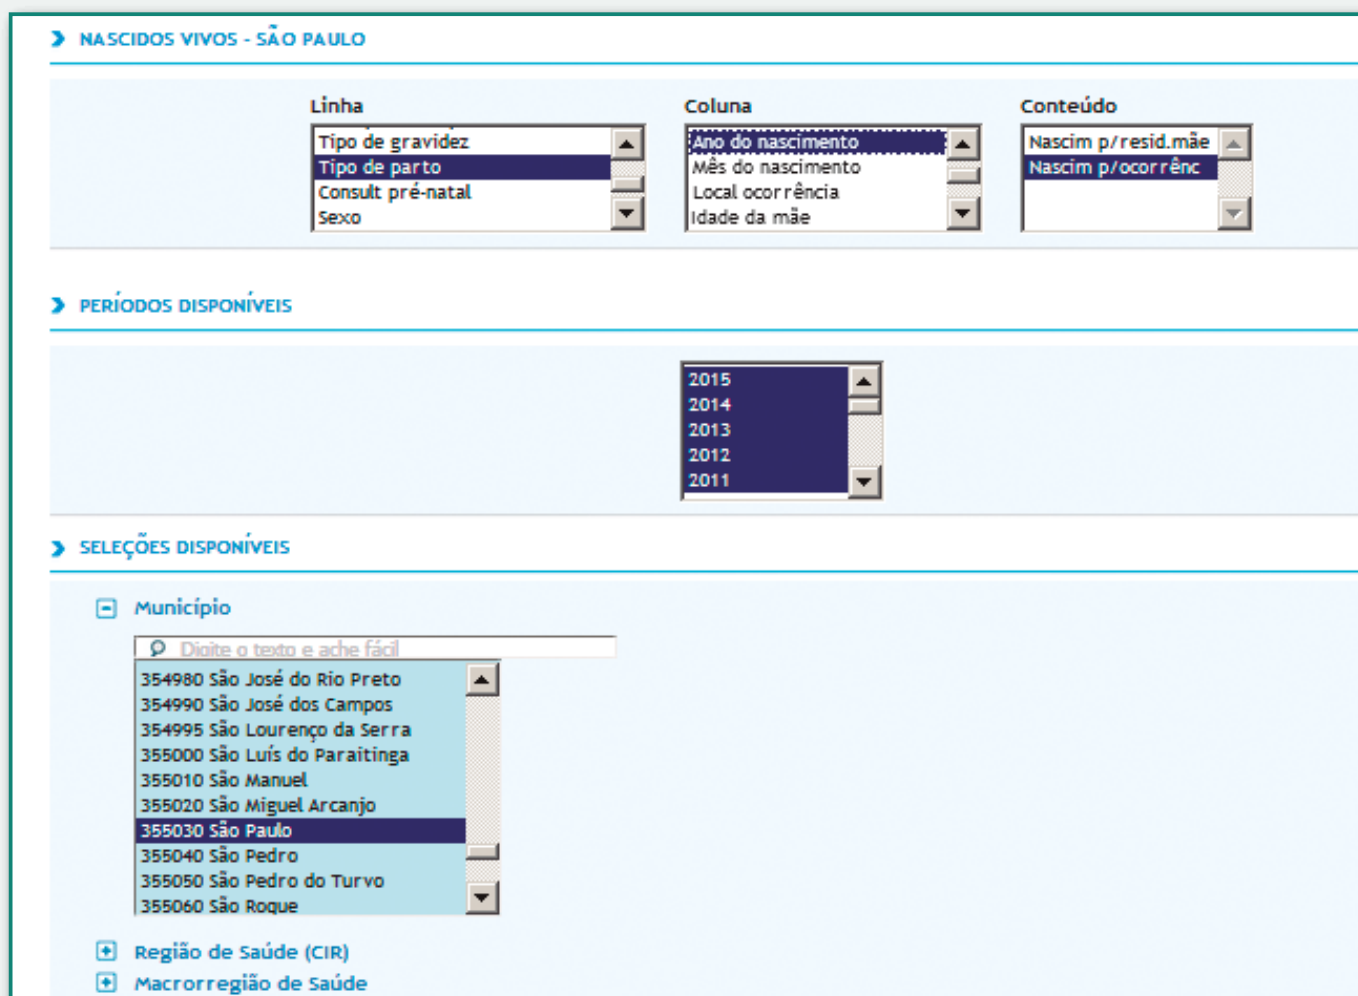 NASCIDOS VIVOS - SÃO PAULO
Linha
Tipo de gravidez
Tipo de parto
Consult pré-natal
Sexo
Coluna
Ano do nascimento
Mês do nascimento
Local ocorrência
Idade da mãe
Conteúdo
Nascim p/resid.mãe
Nascim p/ocorrênc
PERÍODOS DISPONÍVEIS
2015
2014
2013
2012
2011
SELEÇÕES DISPONÍVEIS
Município
Digite o texto e ache fácil
354980 São José do Rio Preto
354990 São José dos Campos
354995 São Lourenço da Serra
355000 São Luís do Paraitinga
355010 São Manuel
355020 São Miguel Arcanjo
355030 São Paulo
355040 São Pedro
355050 São Pedro do Turvo
355060 São Roque
Região de Saúde (CIR)
Macrorregião de Saúde